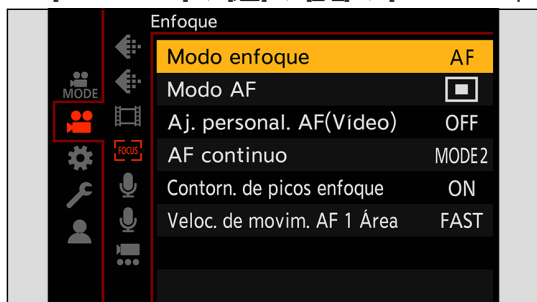 Enfoque
MODE
FOCUS
Modo enfoque AF
Modo AF
Aj. personal. AF(Vídeo) OFF
AF continuo MODE2
Contorn. de picos enfoque ON
Veloc. de movim. AF 1 Área FAST